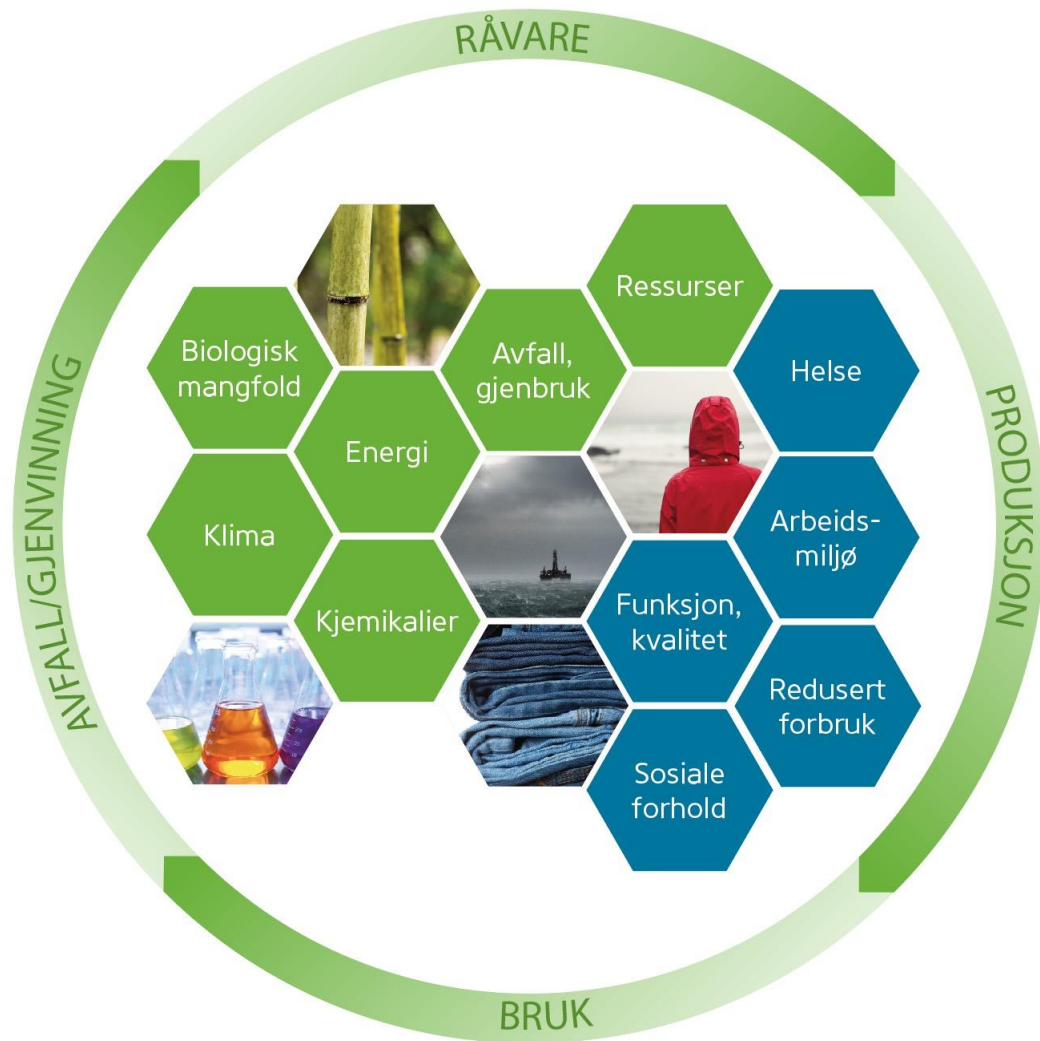 RÅVARE
Ressurser
Biologisk
mangfold
Avfall,
gjenbruk
Helse
Energi
Klima
Arbeids-
miljø
Kjemikalier
Funksjon,
kvalitet
Redusert
forbruk
Sosiale
forhold
PRODUKSJON
BRUK
AVFALL/GJENVINNING